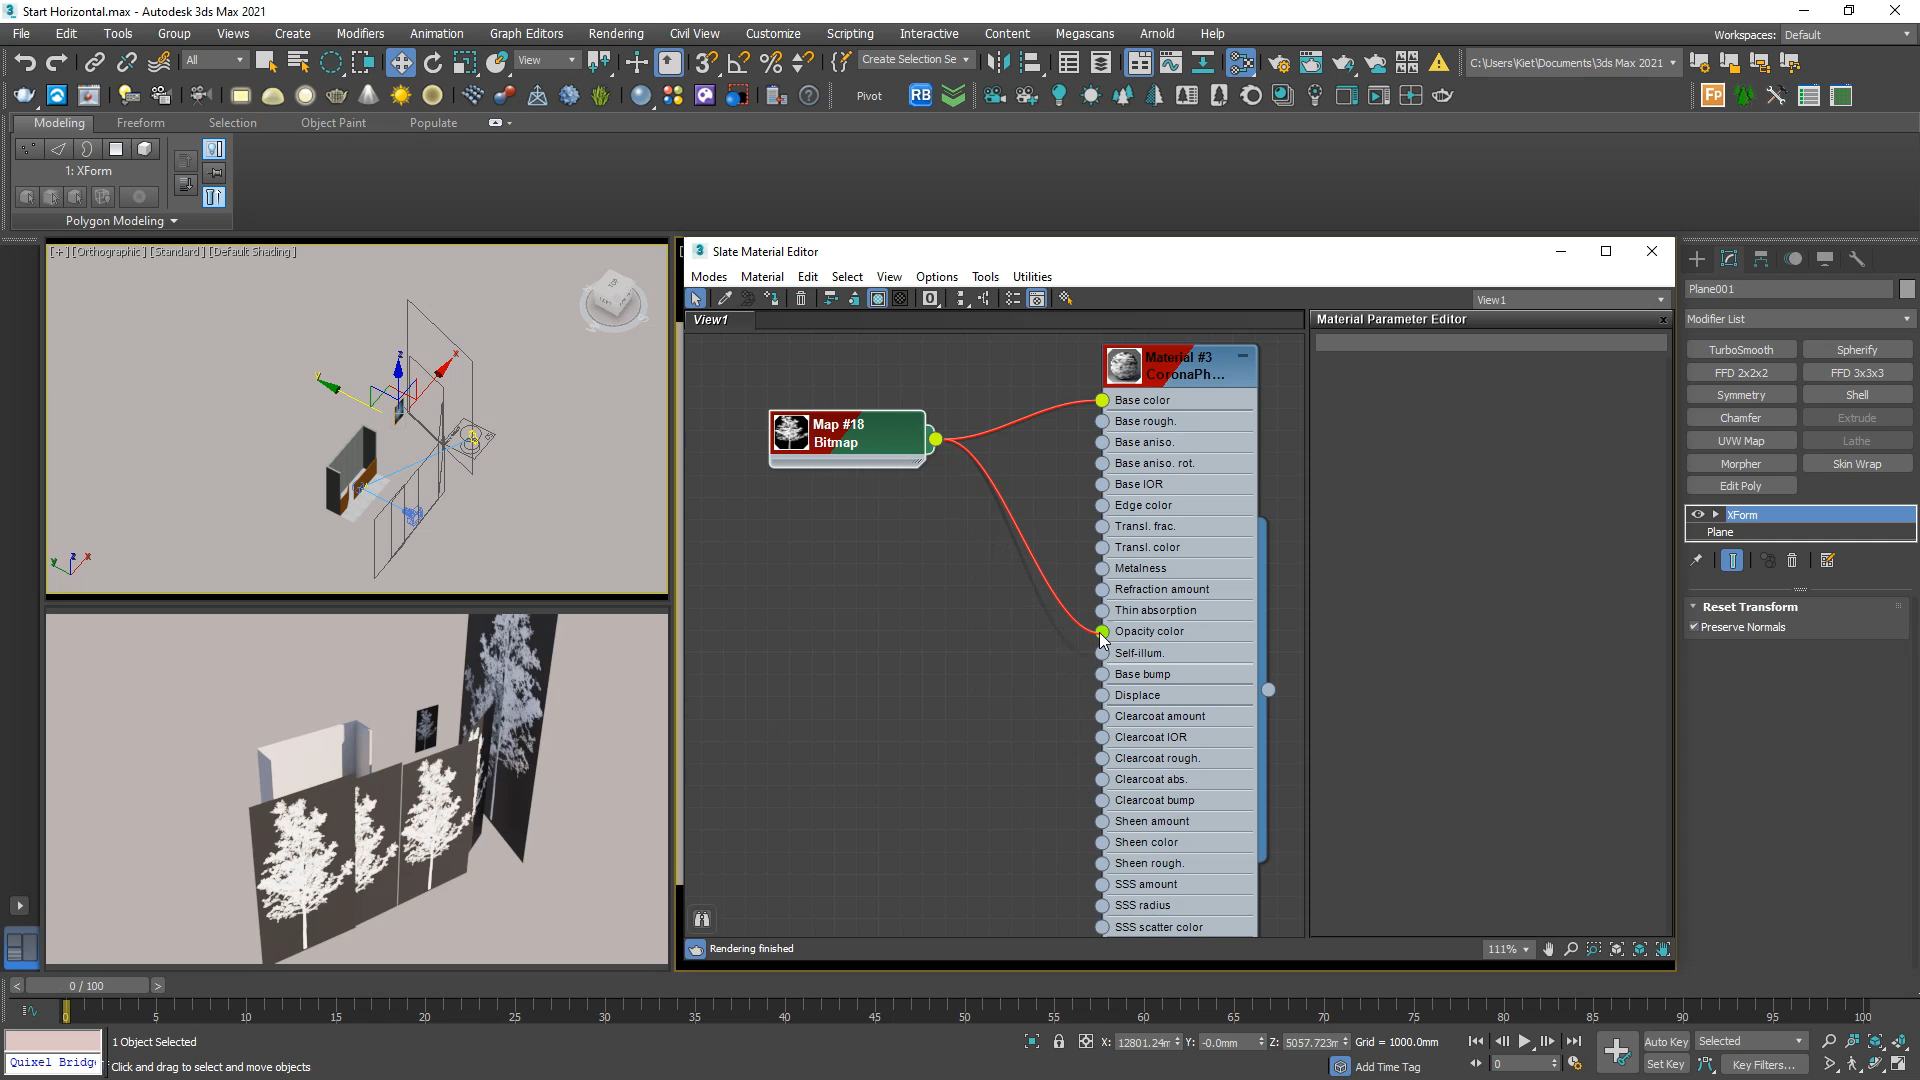 Start Horizontal.max - Autodesk 3ds Max 2021
File Edit Tools Group Views Create Modifiers Animation Graph Editors Rendering Civil View Customize Scripting Interactive Content Megascans Arnold Help
Workspaces: Default
All View Create Selection Se C:\Users\Kiet\Documents\3ds Max 2021
Pivot RB Fp
Modeling Freeform Selection Object Paint Populate
1: XForm
Polygon Modeling
[+] [Orthographic] [Standard] [Default Shading]
Slate Material Editor
Modes Material Edit Select View Options Tools Utilities
View1
View1
Material Parameter Editor
Map #18
Bitmap
Material #3
CoronaPh...
Base color
Base rough.
Base aniso.
Base aniso. rot.
Base IOR
Edge color
Transl. frac.
Transl. color
Metalness
Refraction amount
Thin absorption
Opacity color
Self-illum.
Base bump
Displace
Clearcoat amount
Clearcoat IOR
Clearcoat rough.
Clearcoat abs.
Clearcoat bump
Sheen amount
Sheen color
Sheen rough.
SSS amount
SSS radius
SSS scatter color
Rendering finished
111%
Plane001
Modifier List
TurboSmooth Spherify
FFD 2x2x2 FFD 3x3x3
Symmetry Shell
Chamfer Extrude
UVW Map Lathe
Morpher Skin Wrap
Edit Poly
XForm
Plane
Reset Transform
Preserve Normals
0 / 100
0 5 10 15 20 25 30 35 40 45 50 55 60 65 70 75 80 85 90 95 100
1 Object Selected
X: 12801.24m Y: -0.0mm Z: 5057.723m Grid = 1000.0mm
Auto Key Selected
Quixel Bridge
Click and drag to select and move objects
Add Time Tag
0
Set Key Key Filters...